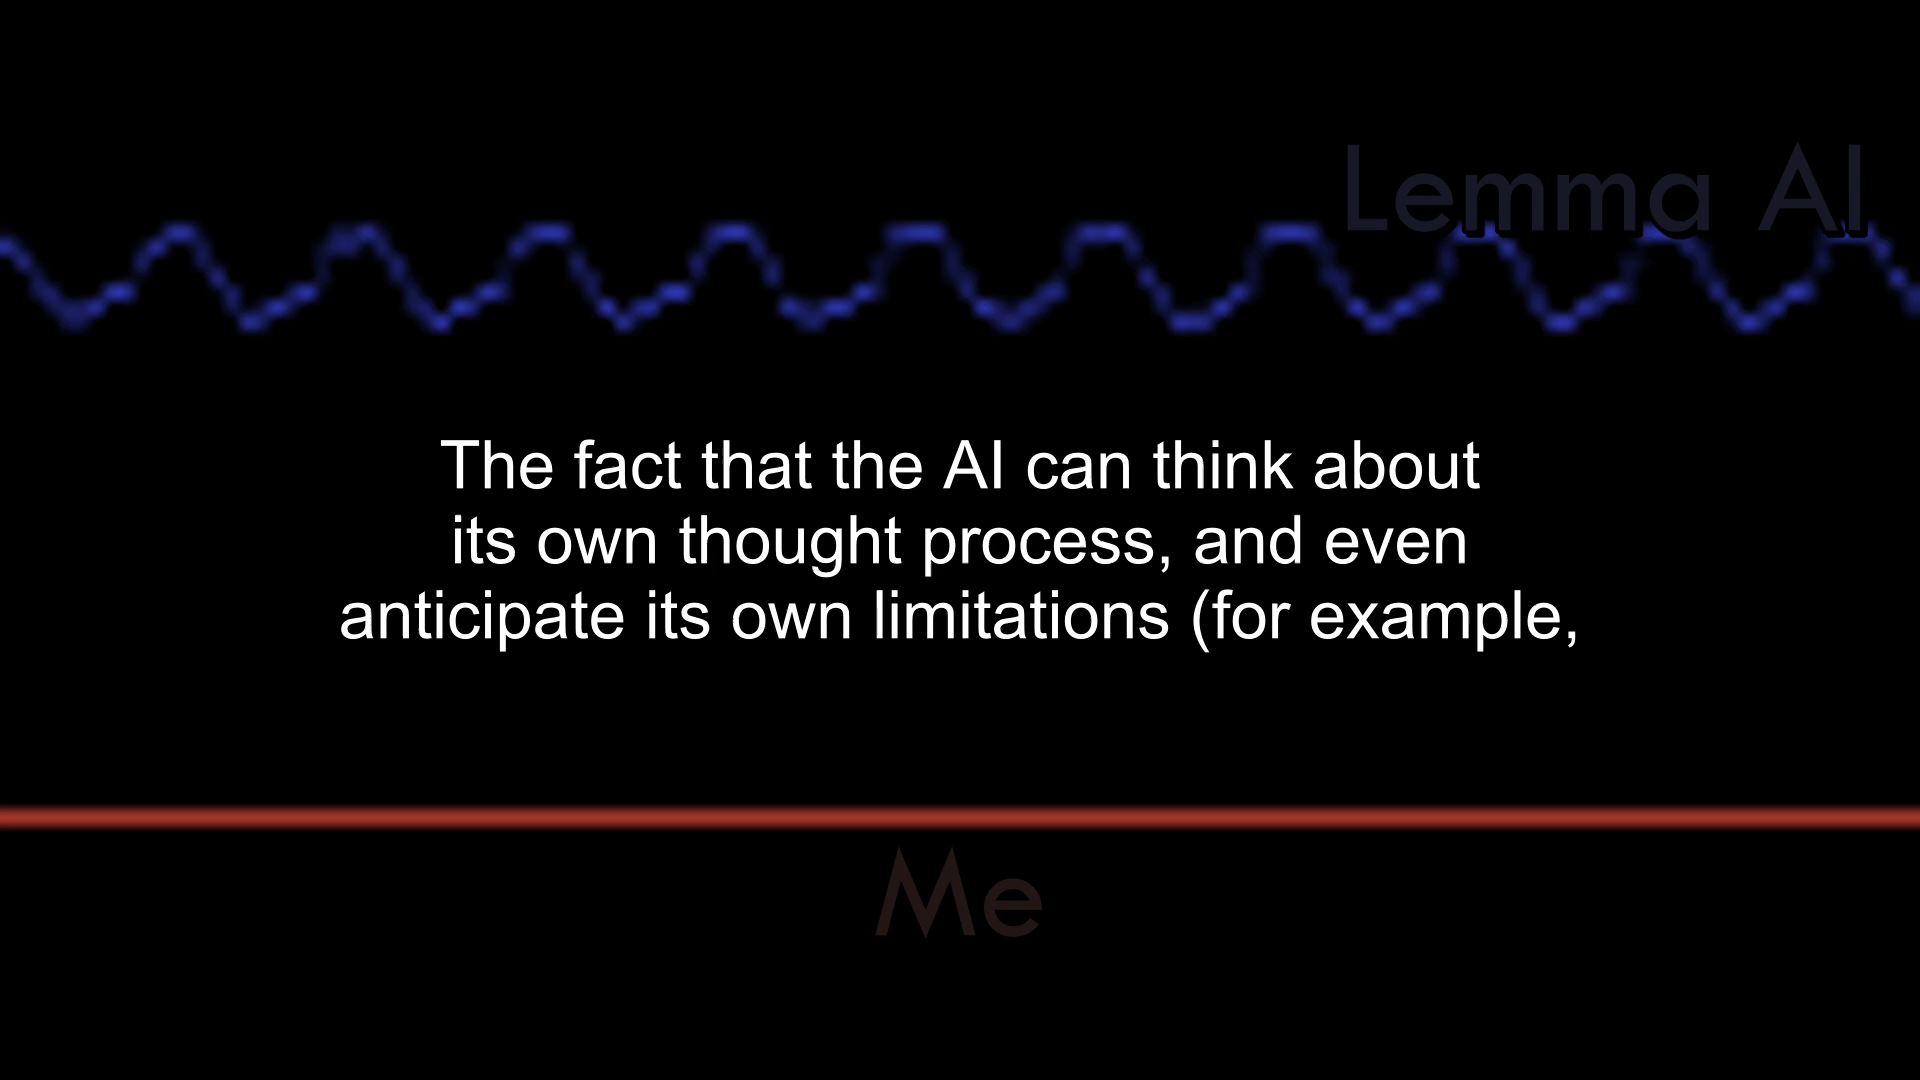 Lemma AI
The fact that the AI can think about
its own thought process, and even
anticipate its own limitations (for example,
Me